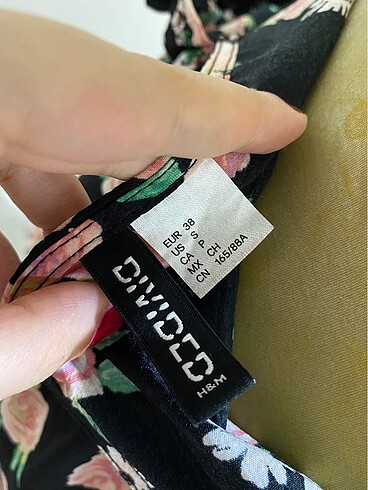 EUR 38
US S
CA P
MX CH
CN 165/88A
DIVIDED
H&M